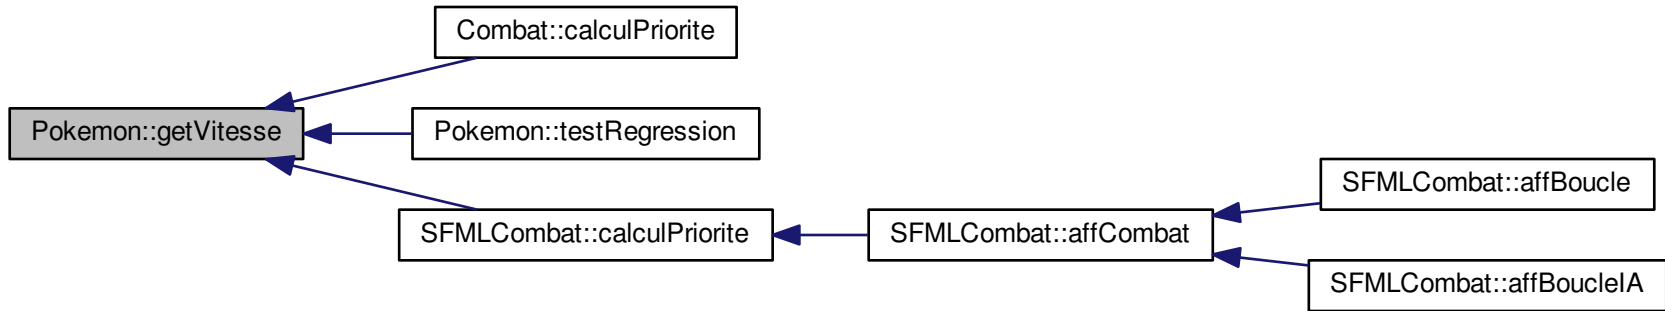 Combat::calculPriorite
Pokemon::getVitesse
Pokemon::testRegression
SFMLCombat::calculPriorite
SFMLCombat::affCombat
SFMLCombat::affBoucle
SFMLCombat::affBoucleIA